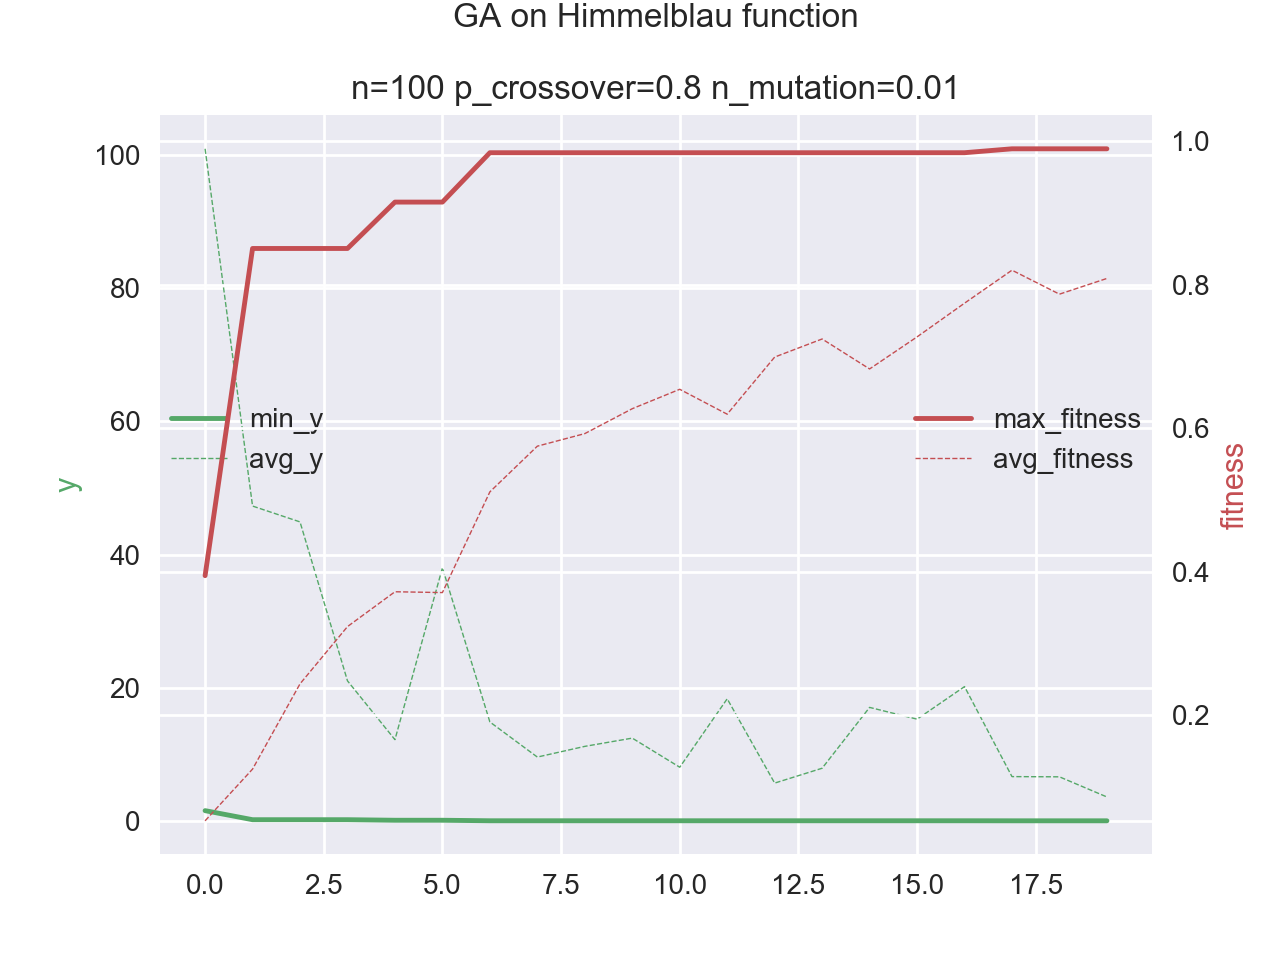 GA on Himmelblau function
n=100 p_crossover=0.8 n_mutation=0.01
100
80
60
40
20
0
y
1.0
0.8
0.6
0.4
0.2
fitness
min_y
avg_y
max_fitness
avg_fitness
0.0 2.5 5.0 7.5 10.0 12.5 15.0 17.5